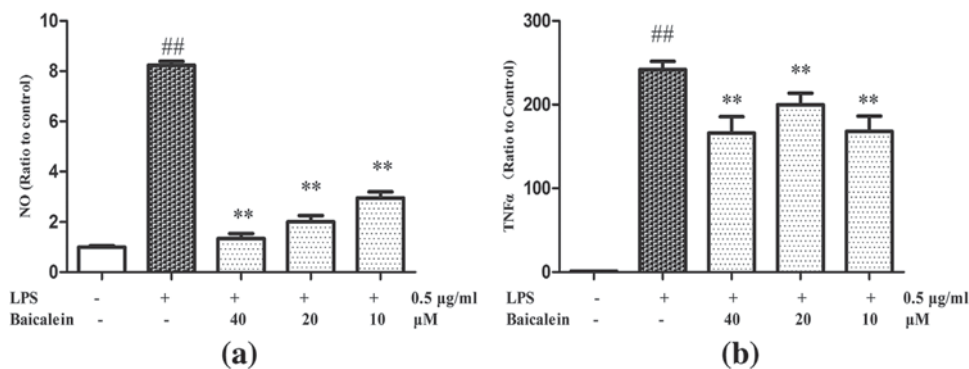 10
8
6
4
2
0
NO (Ratio to control)
##
**
**
**
LPS - + + + + 0.5 µg/ml
Baicalein - - 40 20 10 µM
(a)
300
200
100
0
TNFα （Ratio to Control)
##
**
**
**
LPS - + + + + 0.5 µg/ml
Baicalein - - 40 20 10 µM
(b)